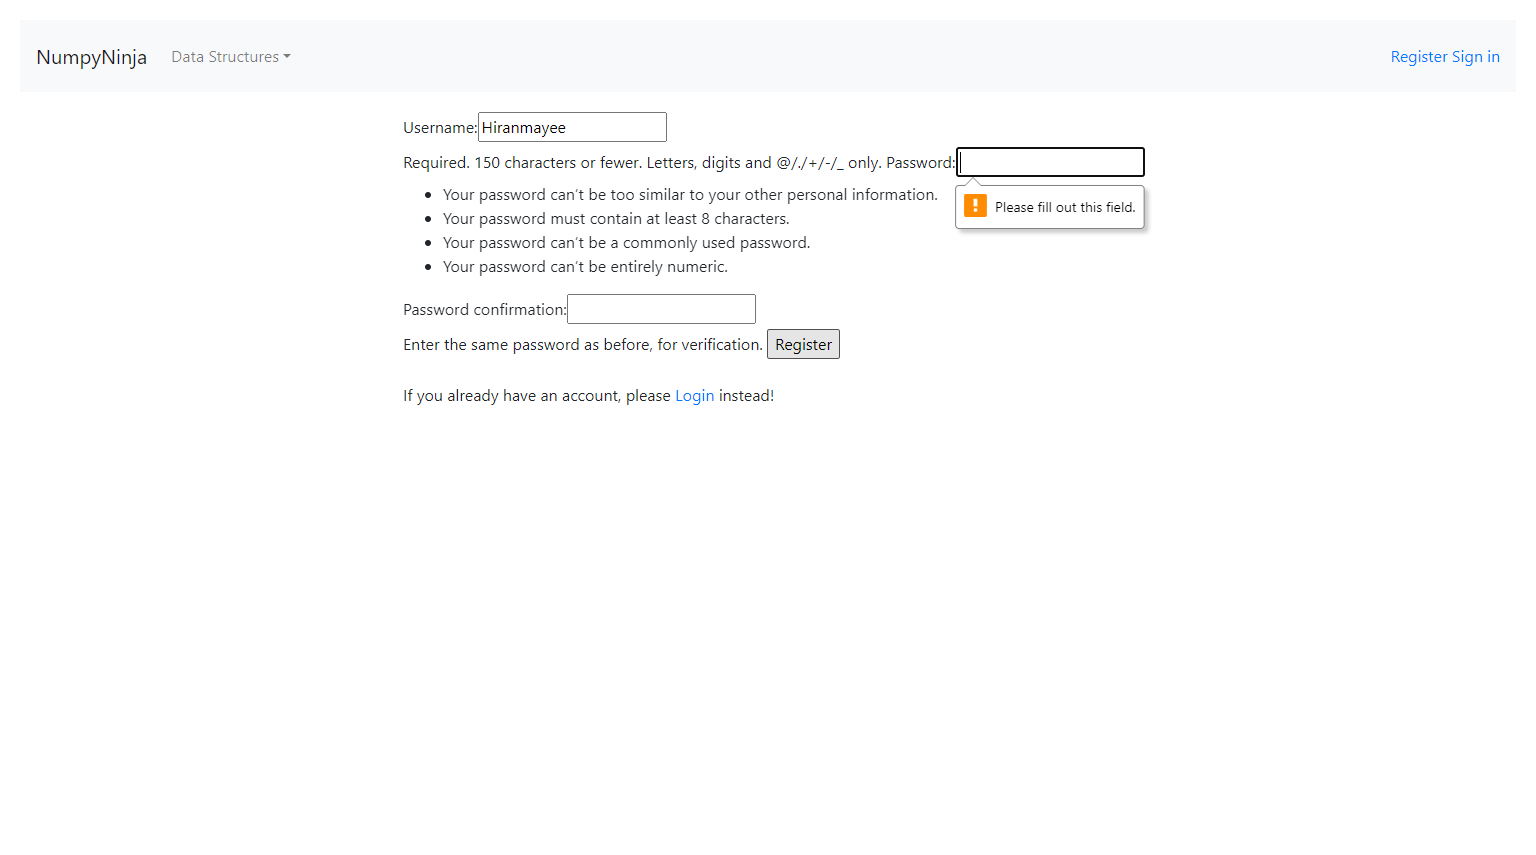 NumpyNinja Data Structures Register Sign in
Username: Hiranmayee
Required. 150 characters or fewer. Letters, digits and @/./+/-/_ only. Password:
Please fill out this field.
• Your password can’t be too similar to your other personal information.
• Your password must contain at least 8 characters.
• Your password can’t be a commonly used password.
• Your password can’t be entirely numeric.
Password confirmation:
Enter the same password as before, for verification. Register
If you already have an account, please Login instead!